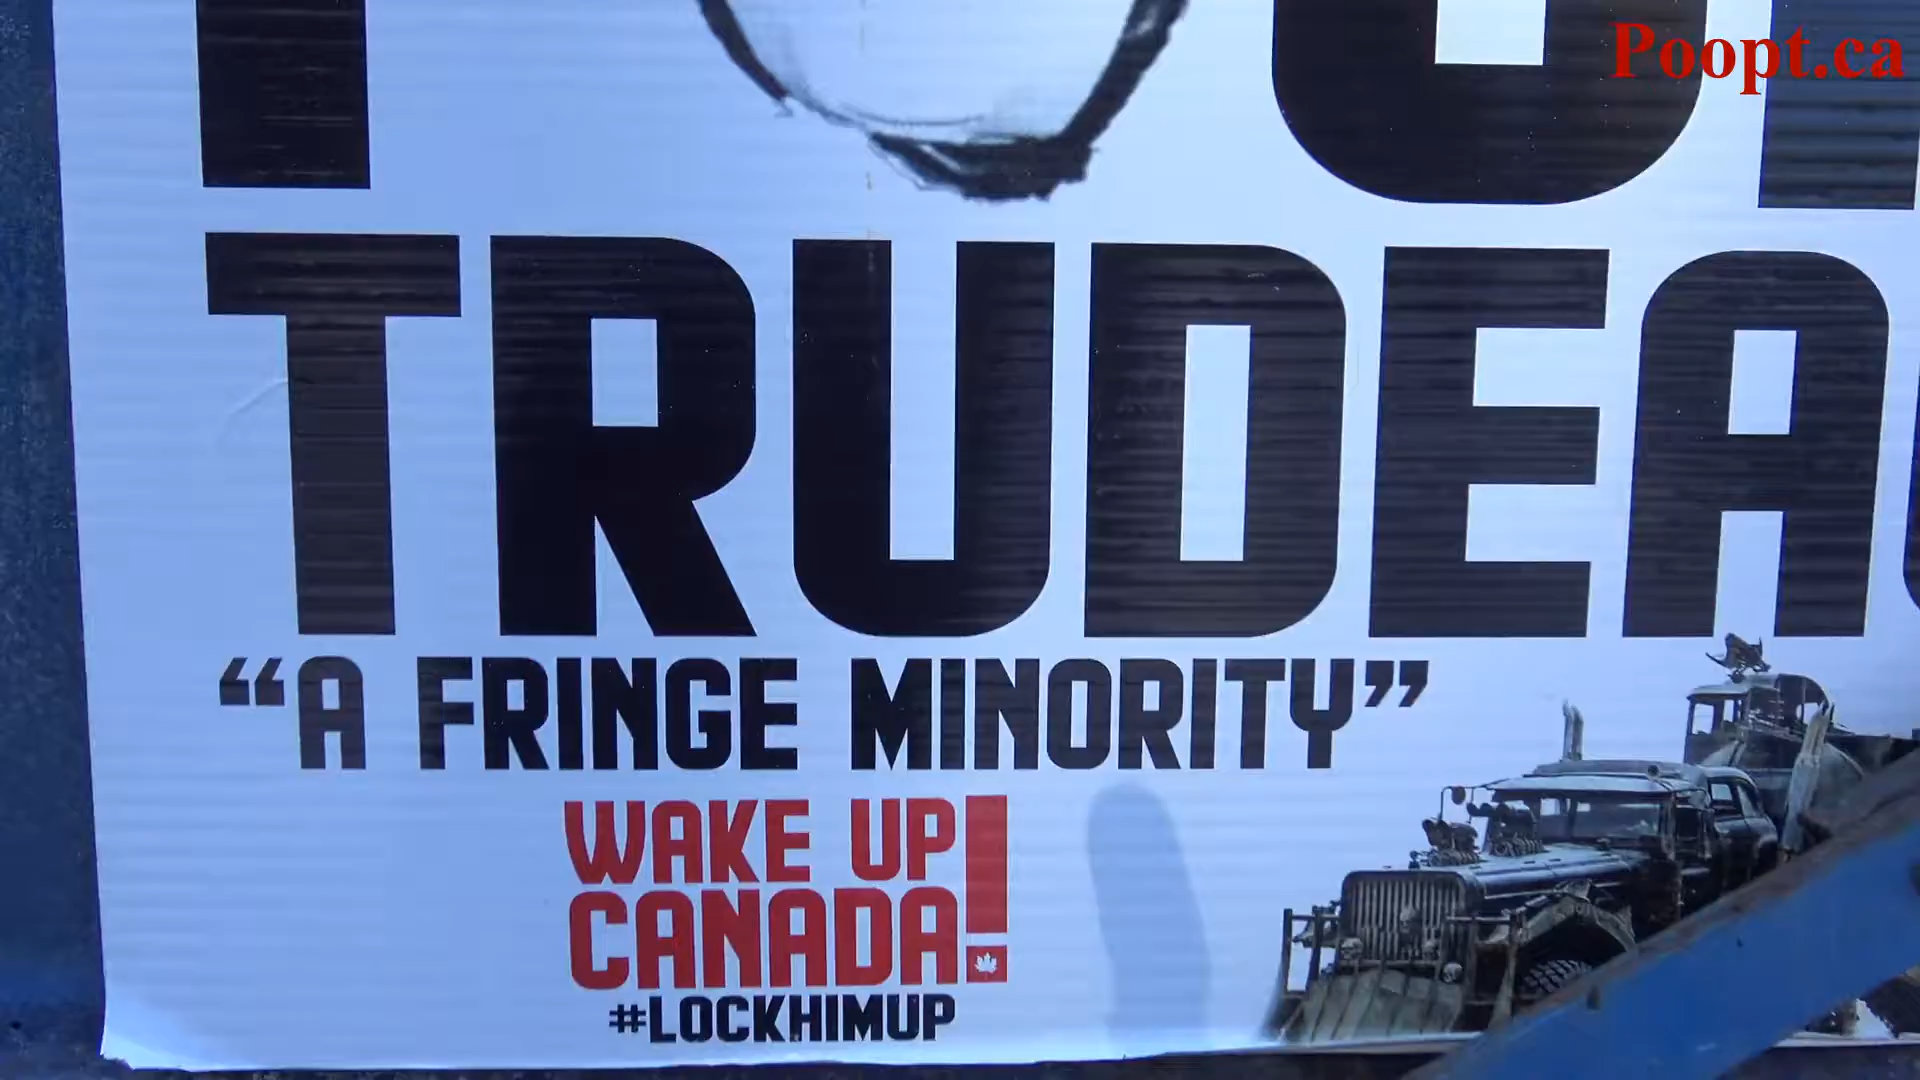 Poopt.ca
TRUDEA
“A FRINGE MINORITY”
WAKE UP
CANADA!
#LOCKHIMUP